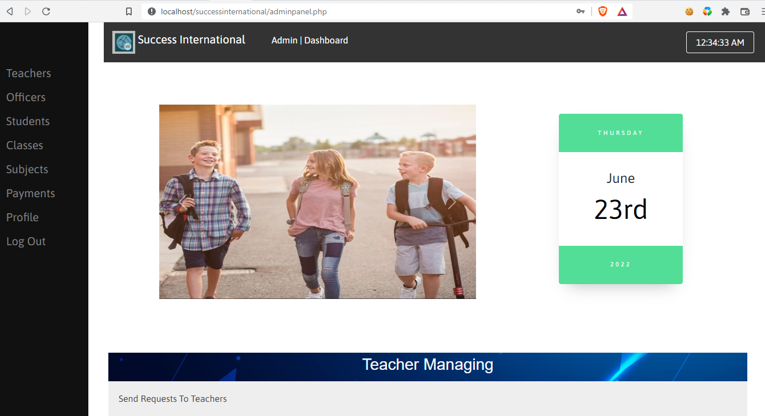 localhost/successinternational/adminpanel.php
Success International
Admin | Dashboard
12:34:33 AM
Teachers
Officers
Students
Classes
Subjects
Payments
Profile
Log Out
THURSDAY
June
23rd
2022
Teacher Managing
Send Requests To Teachers